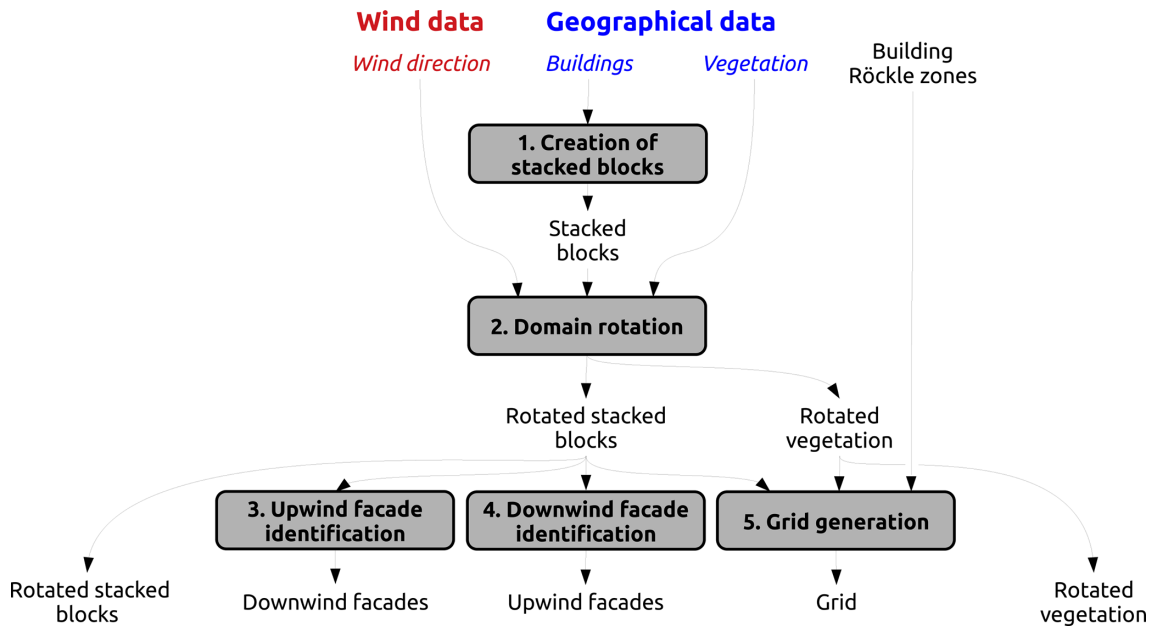 Wind data
Geographical data
Wind direction
Buildings
Vegetation
Building
Röckle zones
1. Creation of
stacked blocks
Stacked
blocks
2. Domain rotation
Rotated stacked
blocks
Rotated
vegetation
3. Upwind facade
identification
4. Downwind facade
identification
5. Grid generation
Rotated stacked
blocks
Downwind facades
Upwind facades
Grid
Rotated
vegetation